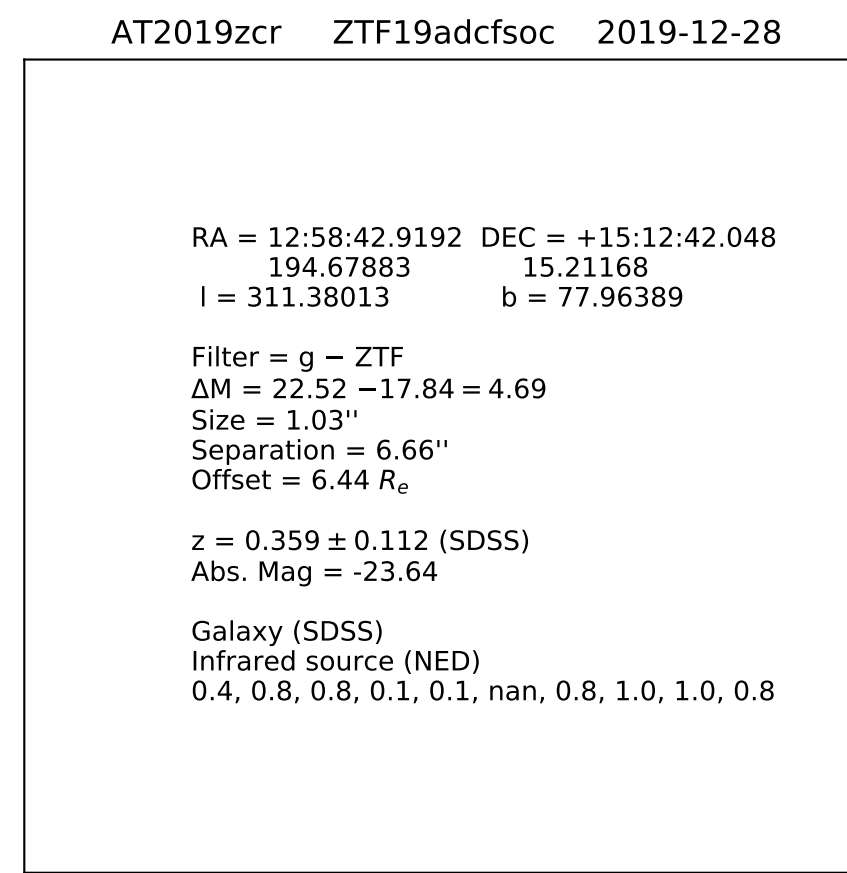 AT2019zcr ZTF19adcfsoc 2019-12-28
RA = 12:58:42.9192 DEC = +15:12:42.048
194.67883 15.21168
l = 311.38013 b = 77.96389
Filter = g − ZTF
ΔM = 22.52 −17.84 = 4.69
Size = 1.03''
Separation = 6.66''
Offset = 6.44 Re
z = 0.359 ± 0.112 (SDSS)
Abs. Mag = -23.64
Galaxy (SDSS)
Infrared source (NED)
0.4, 0.8, 0.8, 0.1, 0.1, nan, 0.8, 1.0, 1.0, 0.8